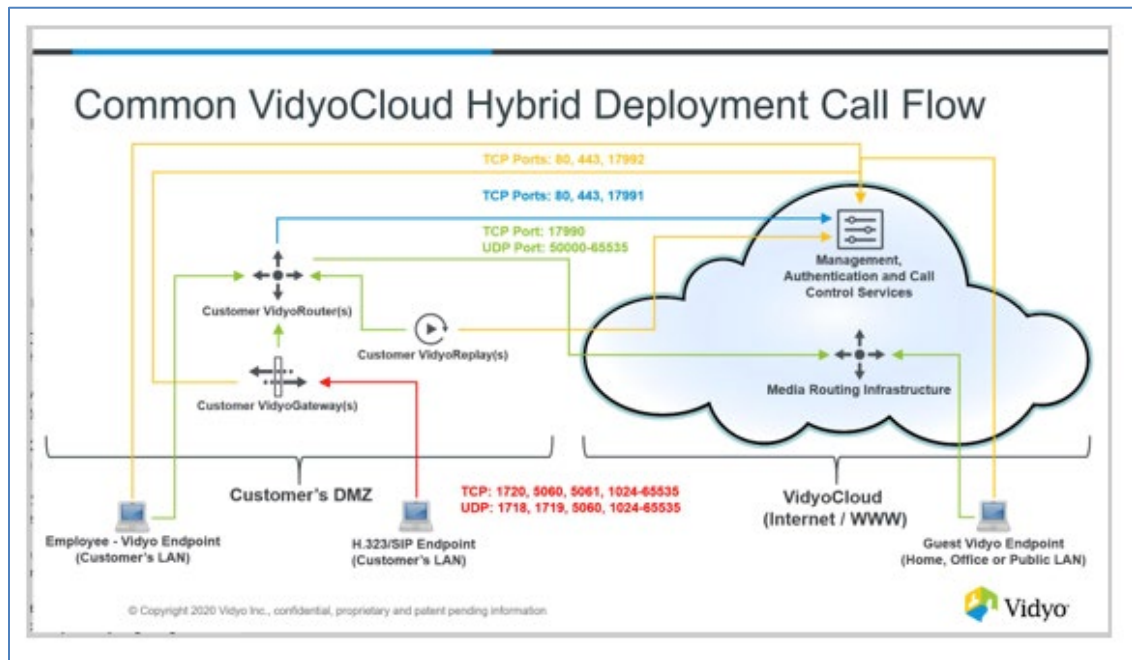 Common VidyoCloud Hybrid Deployment Call Flow
TCP Ports: 80, 443, 17992
TCP Ports: 80, 443, 17991
TCP Port: 17990
UDP Port: 50000-65535
Management,
Authentication and Call
Control Services
Customer VidyoRouter(s)
Customer VidyoReplay(s)
Media Routing Infrastructure
Customer VidyoGateway(s)
Customer's DMZ
TCP: 1720, 5060, 5061, 1024-65535
UDP: 1718, 1719, 5060, 1024-65535
VidyoCloud
(Internet / WWW)
Employee - Vidyo Endpoint
(Customer's LAN)
H.323/SIP Endpoint
(Customer's LAN)
Guest Vidyo Endpoint
(Home, Office or Public LAN)
© Copyright 2020 Vidyo Inc., confidential, proprietary and patent pending information
Vidyo